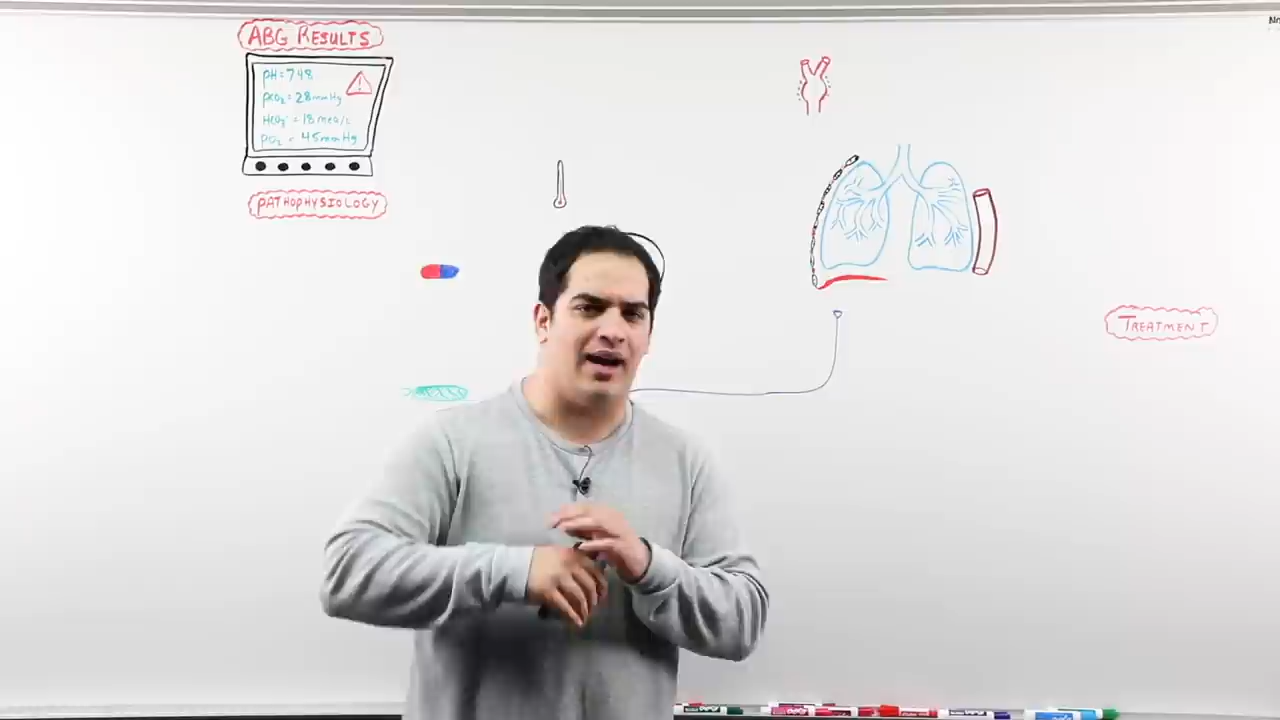 ABG RESULTS
pH = 7.48
pCO₂ = 28 mmHg
HCO₃⁻ = 18 meq/L
pO₂ = 45 mmHg
PATHOPHYSIOLOGY
TREATMENT